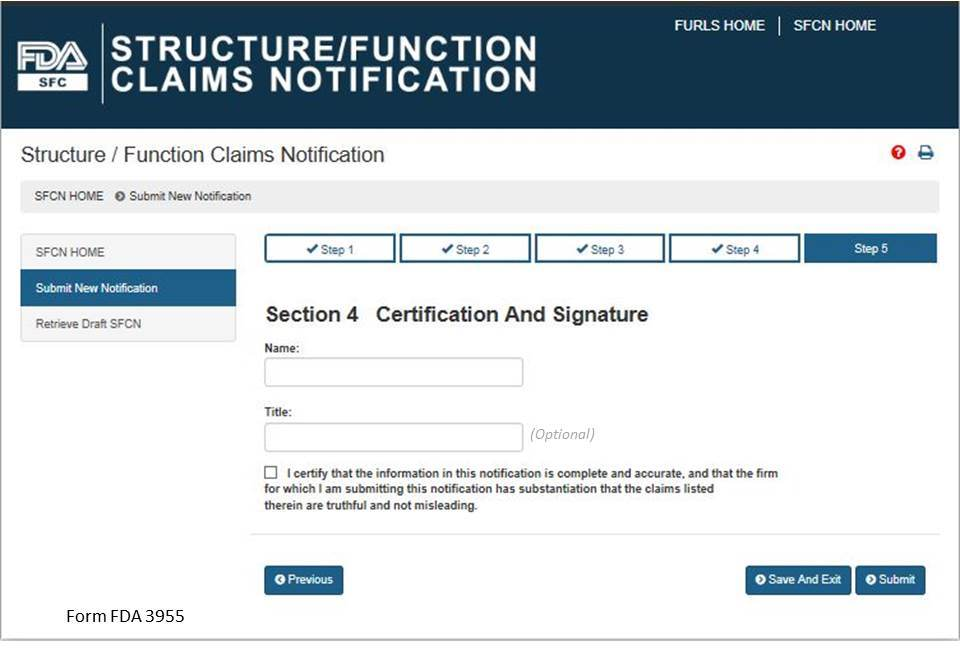 FURLS HOME | SFCN HOME
FDA
SFC
STRUCTURE/FUNCTION
CLAIMS NOTIFICATION
Structure / Function Claims Notification
?
SFCN HOME Submit New Notification
SFCN HOME
Submit New Notification
Retrieve Draft SFCN
Step 1 Step 2 Step 3 Step 4 Step 5
Section 4 Certification And Signature
Name:
Title:
(Optional)
I certify that the information in this notification is complete and accurate, and that the firm
for which I am submitting this notification has substantiation that the claims listed
therein are truthful and not misleading.
Previous Save And Exit Submit
Form FDA 3955